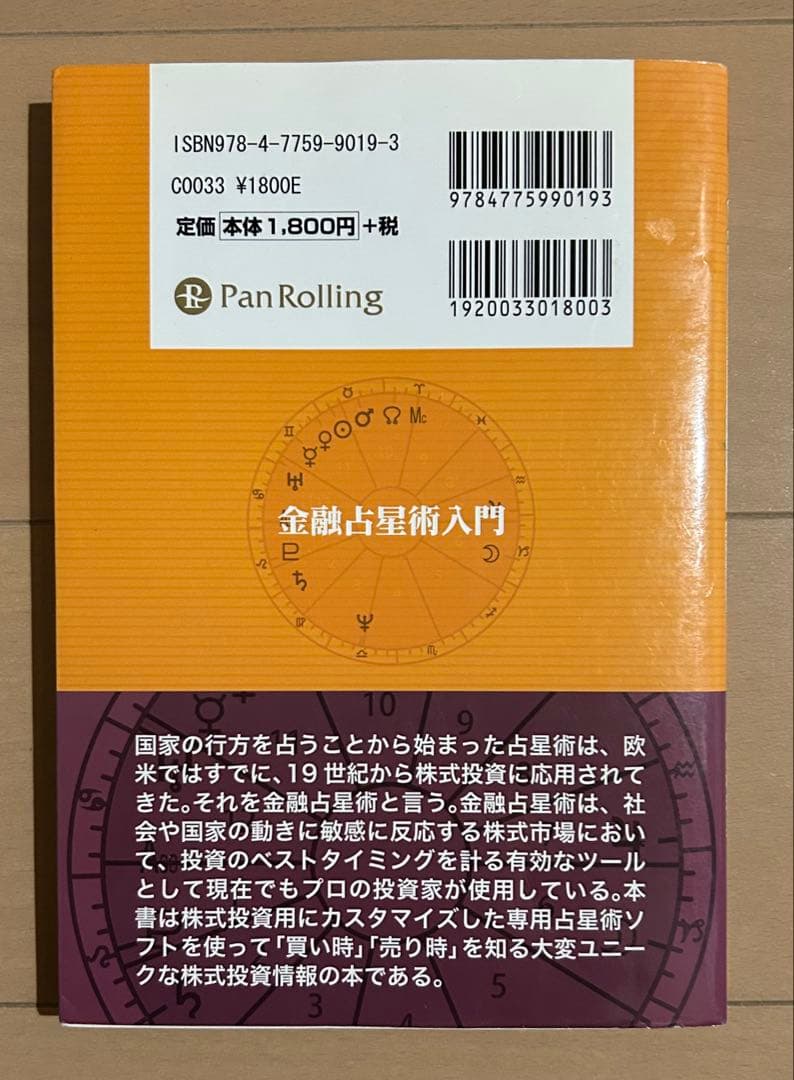 ISBN978-4-7759-9019-3
C0033 ¥1800E
定価 本体1,800円 +税
Pan Rolling
9784775990193
1920033018003
Mc
金融占星術入門
10
9
国家の行方を占うことから始まった占星術は、欧
米ではすでに、19世紀から株式投資に応用されて
きた。それを金融占星術と言う。金融占星術は、社
会や国家の動きに敏感に反応する株式市場におい
て、投資のベストタイミングを計る有効なツール
として現在でもプロの投資家が使用している。本
書は株式投資用にカスタマイズした専用占星術ソ
フトを使って「買い時」「売り時」を知る大変ユニー
クな株式投資情報の本である。
3
5